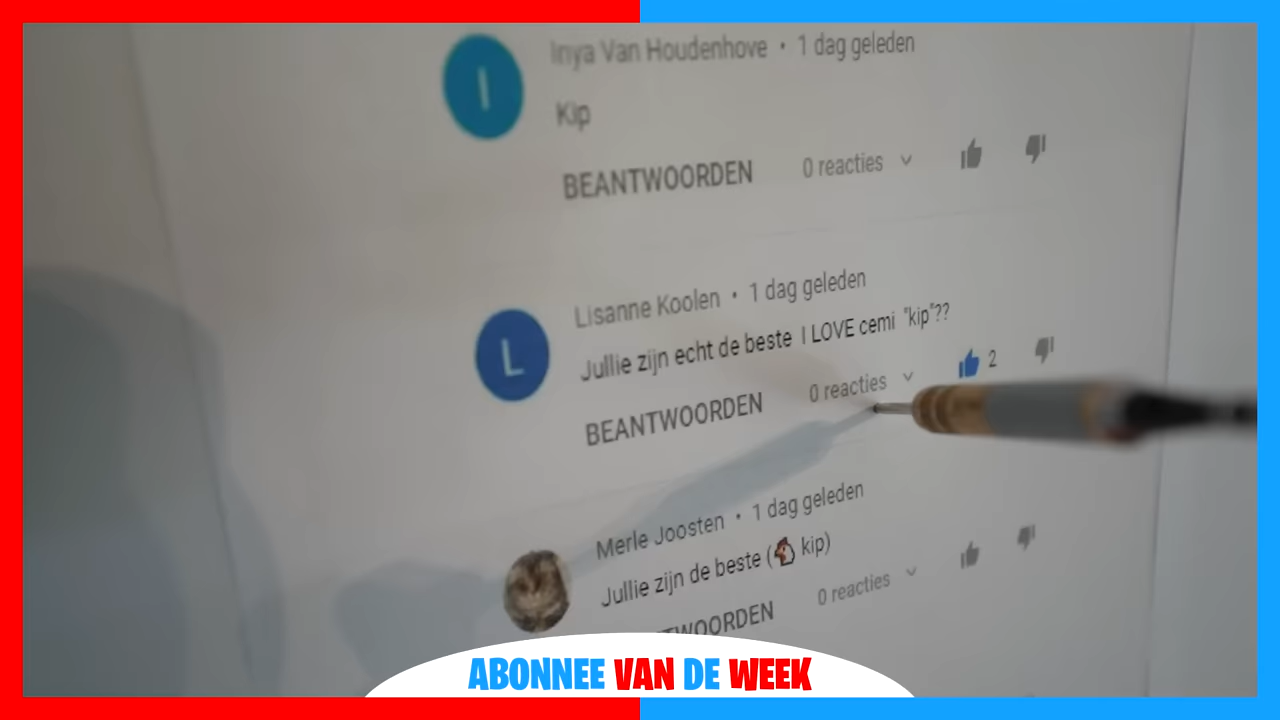 Inya Van Houdenhove • 1 dag geleden
Kip
BEANTWOORDEN 0 reacties
L
Lisanne Koolen • 1 dag geleden
Jullie zijn echt de beste I LOVE cemi "kip"??
2
BEANTWOORDEN 0 reacties
Merle Joosten • 1 dag geleden
Jullie zijn de beste (🐔 kip)
0 reacties
ABONNEE VAN DE WEEK